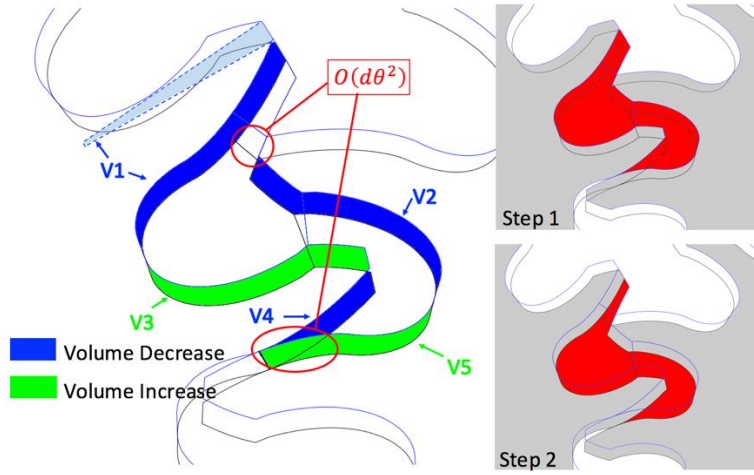 O(dθ²)
V1
V2
V3
V4
V5
Volume Decrease
Volume Increase
Step 1
Step 2